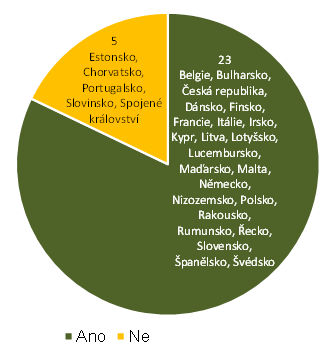 5
Estonsko,
Chorvatsko,
Portugalsko,
Slovinsko, Spojené
království
23
Belgie, Bulharsko,
Česká republika,
Dánsko, Finsko,
Francie, Itálie, Irsko,
Kypr, Litva, Lotyšsko,
Lucembursko,
Maďarsko, Malta,
Německo,
Nizozemsko, Polsko,
Rakousko,
Rumunsko, Řecko,
Slovensko,
Španělsko, Švédsko
Ano Ne